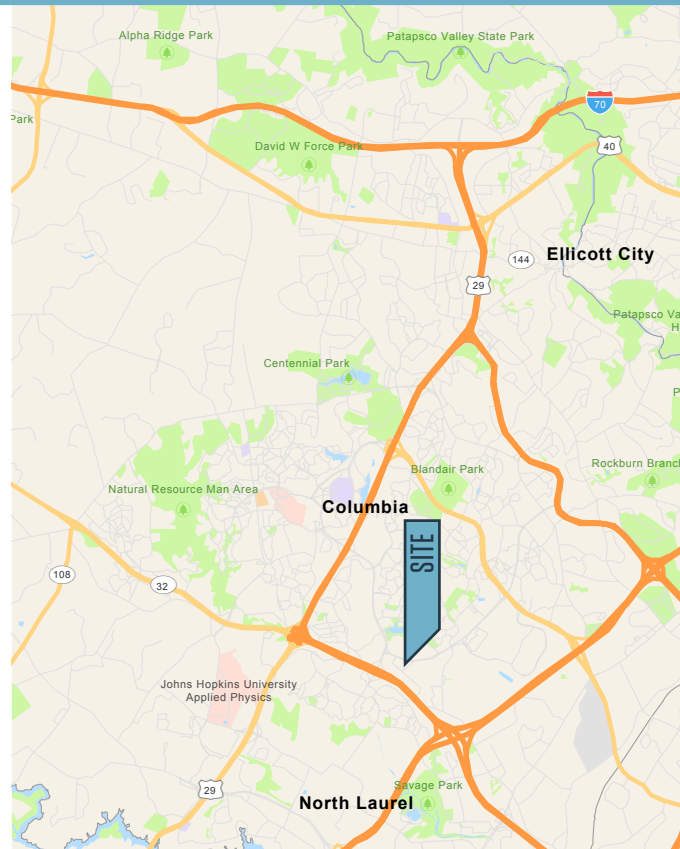 Alpha Ridge Park
Patapsco Valley State Park
70
Park
40
David W Force Park
144
Ellicott City
29
Patapsco Va
H
Centennial Park
P
Blandair Park
Rockburn Branch
Natural Resource Man Area
Columbia
SITE
108
32
Johns Hopkins University
Applied Physics
29
Savage Park
North Laurel